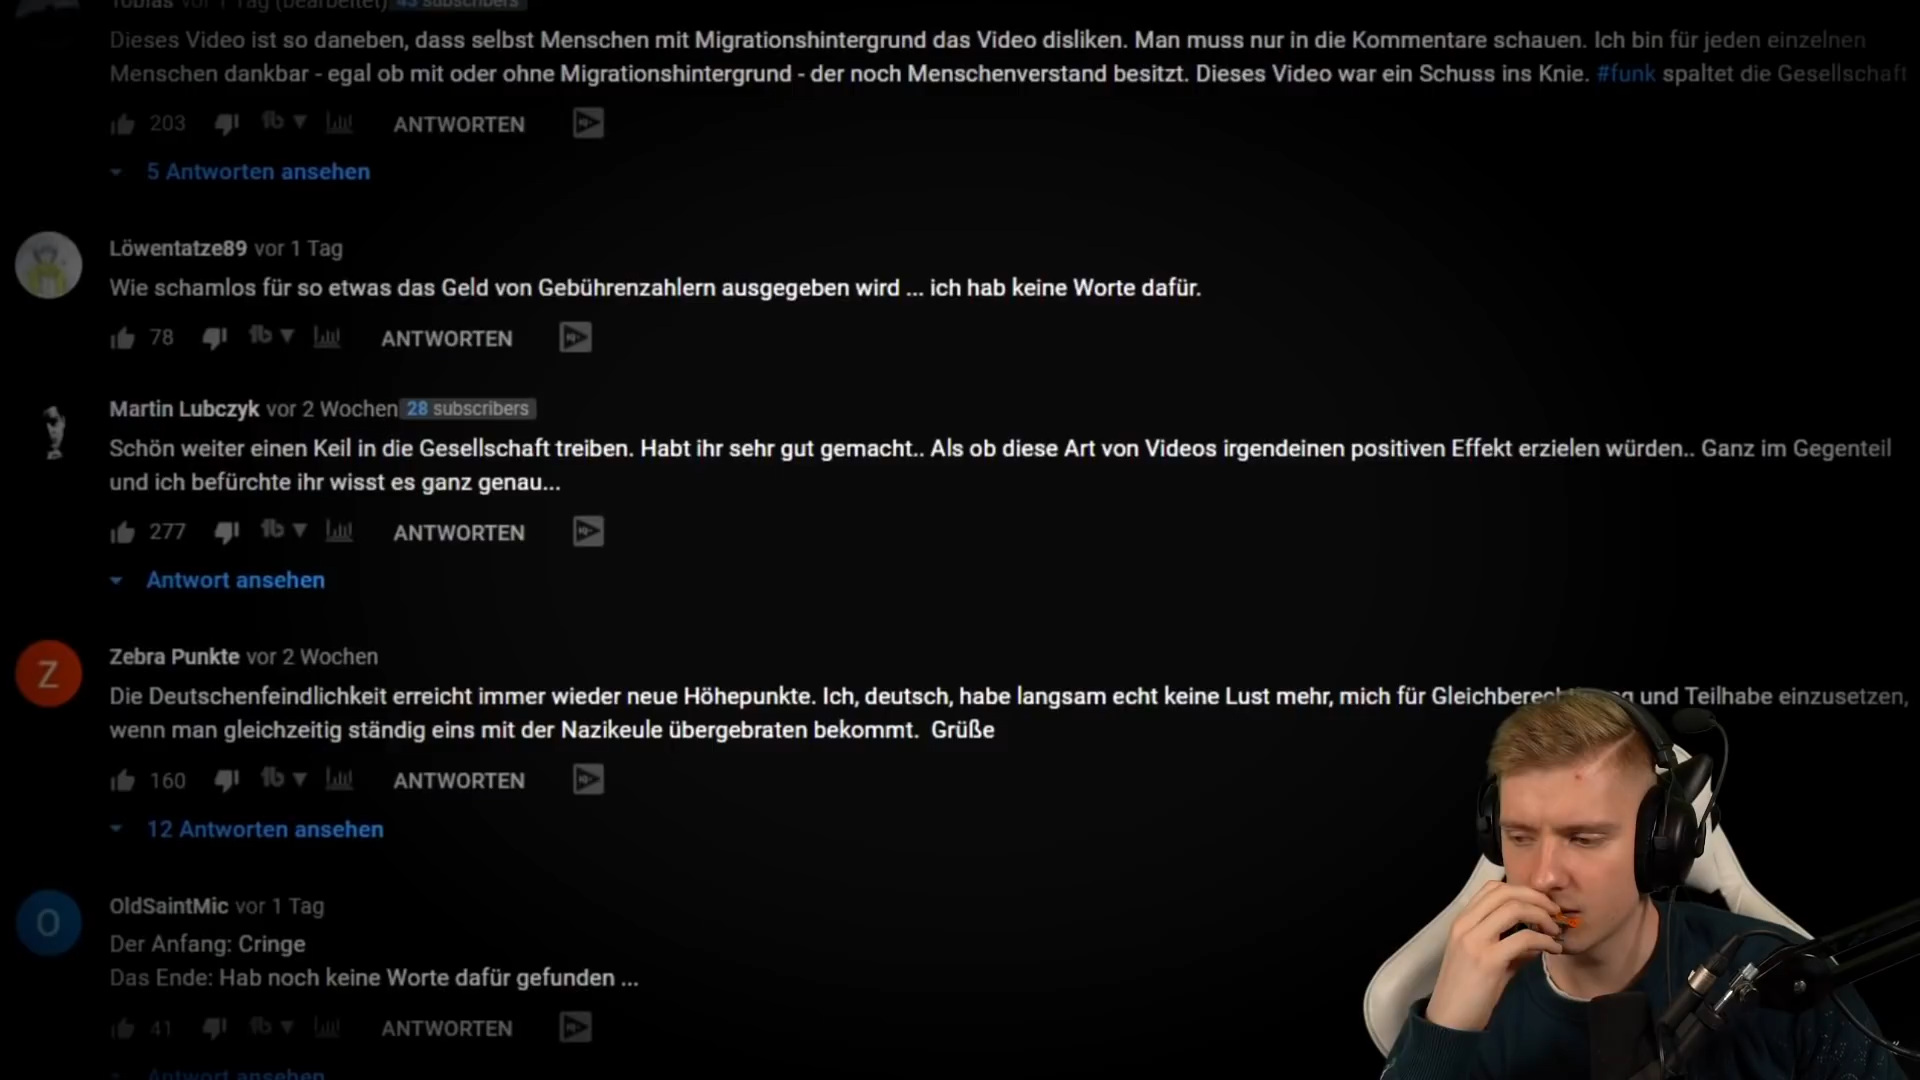 Tobias vor 1 Tag (bearbeitet) 43 subscribers
Dieses Video ist so daneben, dass selbst Menschen mit Migrationshintergrund das Video disliken. Man muss nur in die Kommentare schauen. Ich bin für jeden einzelnen
Menschen dankbar - egal ob mit oder ohne Migrationshintergrund - der noch Menschenverstand besitzt. Dieses Video war ein Schuss ins Knie. #funk spaltet die Gesellschaft
203 ANTWORTEN
5 Antworten ansehen
Löwentatze89 vor 1 Tag
Wie schamlos für so etwas das Geld von Gebührenzahlern ausgegeben wird ... ich hab keine Worte dafür.
78 ANTWORTEN
Martin Lubczyk vor 2 Wochen 28 subscribers
Schön weiter einen Keil in die Gesellschaft treiben. Habt ihr sehr gut gemacht.. Als ob diese Art von Videos irgendeinen positiven Effekt erzielen würden.. Ganz im Gegenteil
und ich befürchte ihr wisst es ganz genau...
277 ANTWORTEN
Antwort ansehen
Z
Zebra Punkte vor 2 Wochen
Die Deutschenfeindlichkeit erreicht immer wieder neue Höhepunkte. Ich, deutsch, habe langsam echt keine Lust mehr, mich für und Teilhabe einzusetzen,
wenn man gleichzeitig ständig eins mit der Nazikeule übergebraten bekommt. Grüße
160 ANTWORTEN
12 Antworten ansehen
O
OldSaintMic vor 1 Tag
Der Anfang: Cringe
Das Ende: Hab noch keine Worte dafür gefunden ...
41 ANTWORTEN
Antwort ansehen